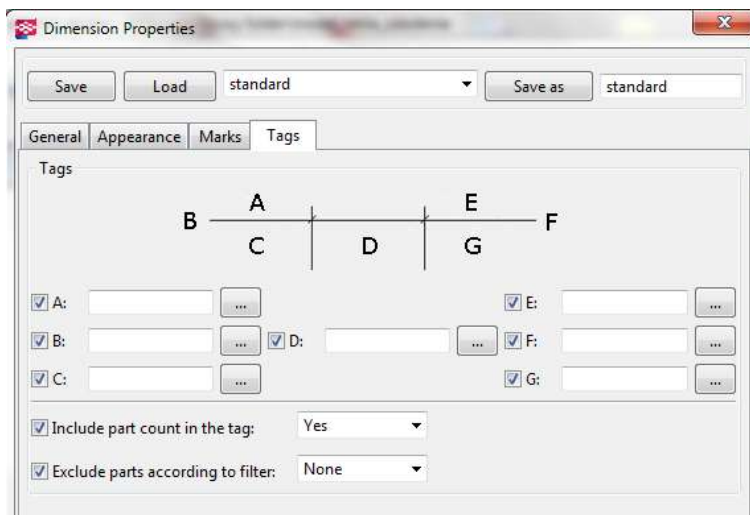 Dimension Properties
Save Load standard Save as standard
General Appearance Marks Tags
Tags
A E
B F
C D G
A: ... E: ...
B: ... D: ... F: ...
C: ... G: ...
Include part count in the tag: Yes
Exclude parts according to filter: None